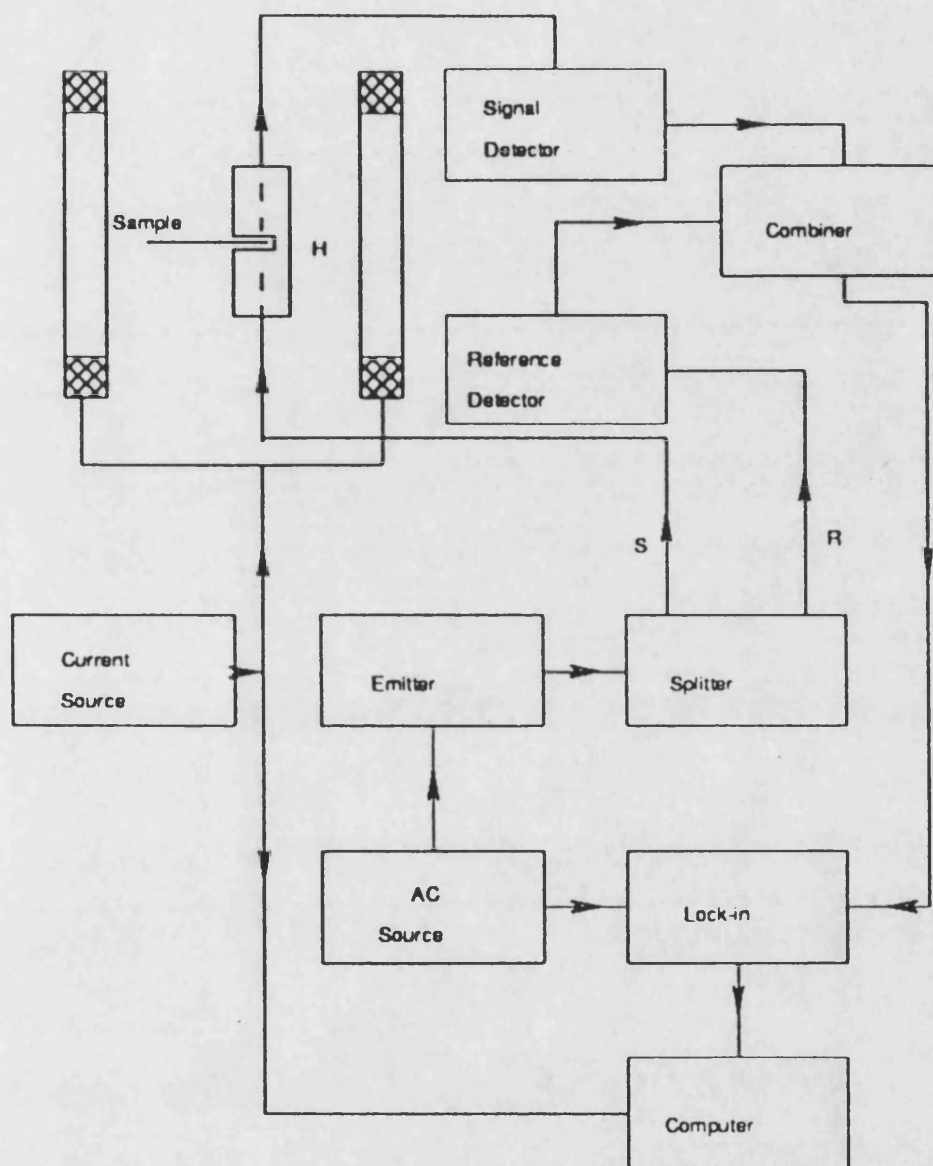 Signal
Detector
Sample
H
Combiner
Reference
Detector
S
R
Current
Source
Emitter
Splitter
AC
Source
Lock-in
Computer